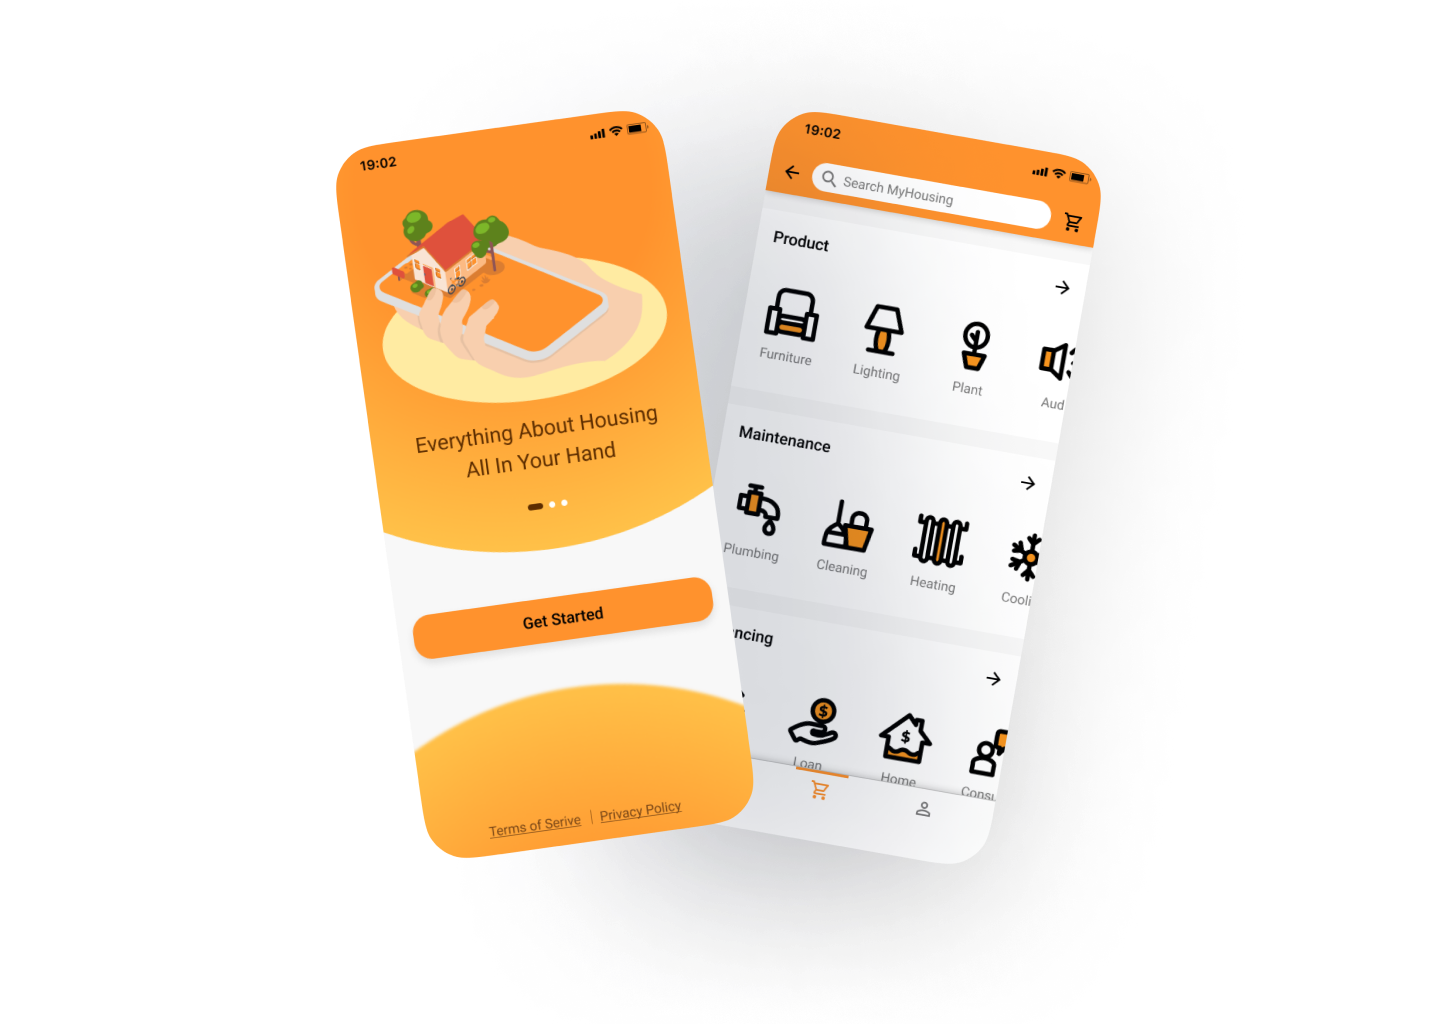 19:02
Everything About Housing
All In Your Hand
Get Started
Terms of Serive | Privacy Policy
19:02
Search MyHousing
Product
Furniture
Lighting
Plant
Aud
Maintenance
Plumbing
Cleaning
Heating
Cooli
ncing
$
$
Loan
Home
Consu